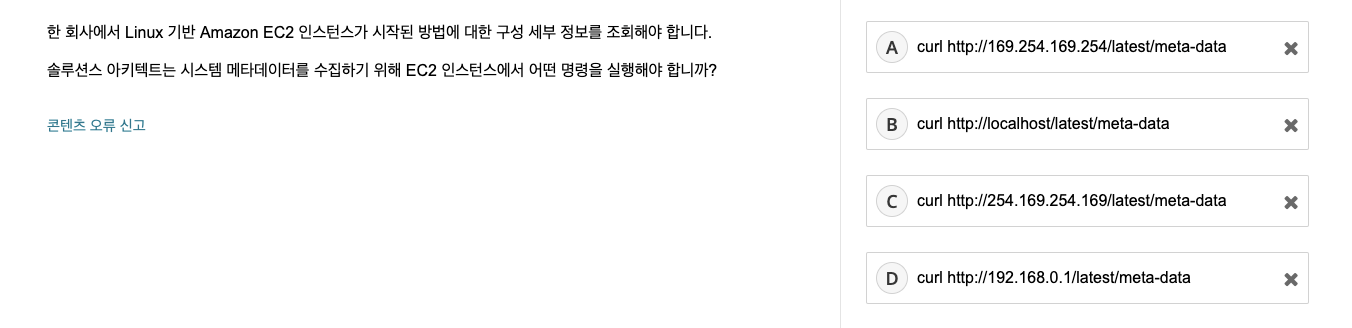 한 회사에서 Linux 기반 Amazon EC2 인스턴스가 시작된 방법에 대한 구성 세부 정보를 조회해야 합니다.
솔루션스 아키텍트는 시스템 메타데이터를 수집하기 위해 EC2 인스턴스에서 어떤 명령을 실행해야 합니까?
콘텐츠 오류 신고
A curl http://169.254.169.254/latest/meta-data
B curl http://localhost/latest/meta-data
C curl http://254.169.254.169/latest/meta-data
D curl http://192.168.0.1/latest/meta-data